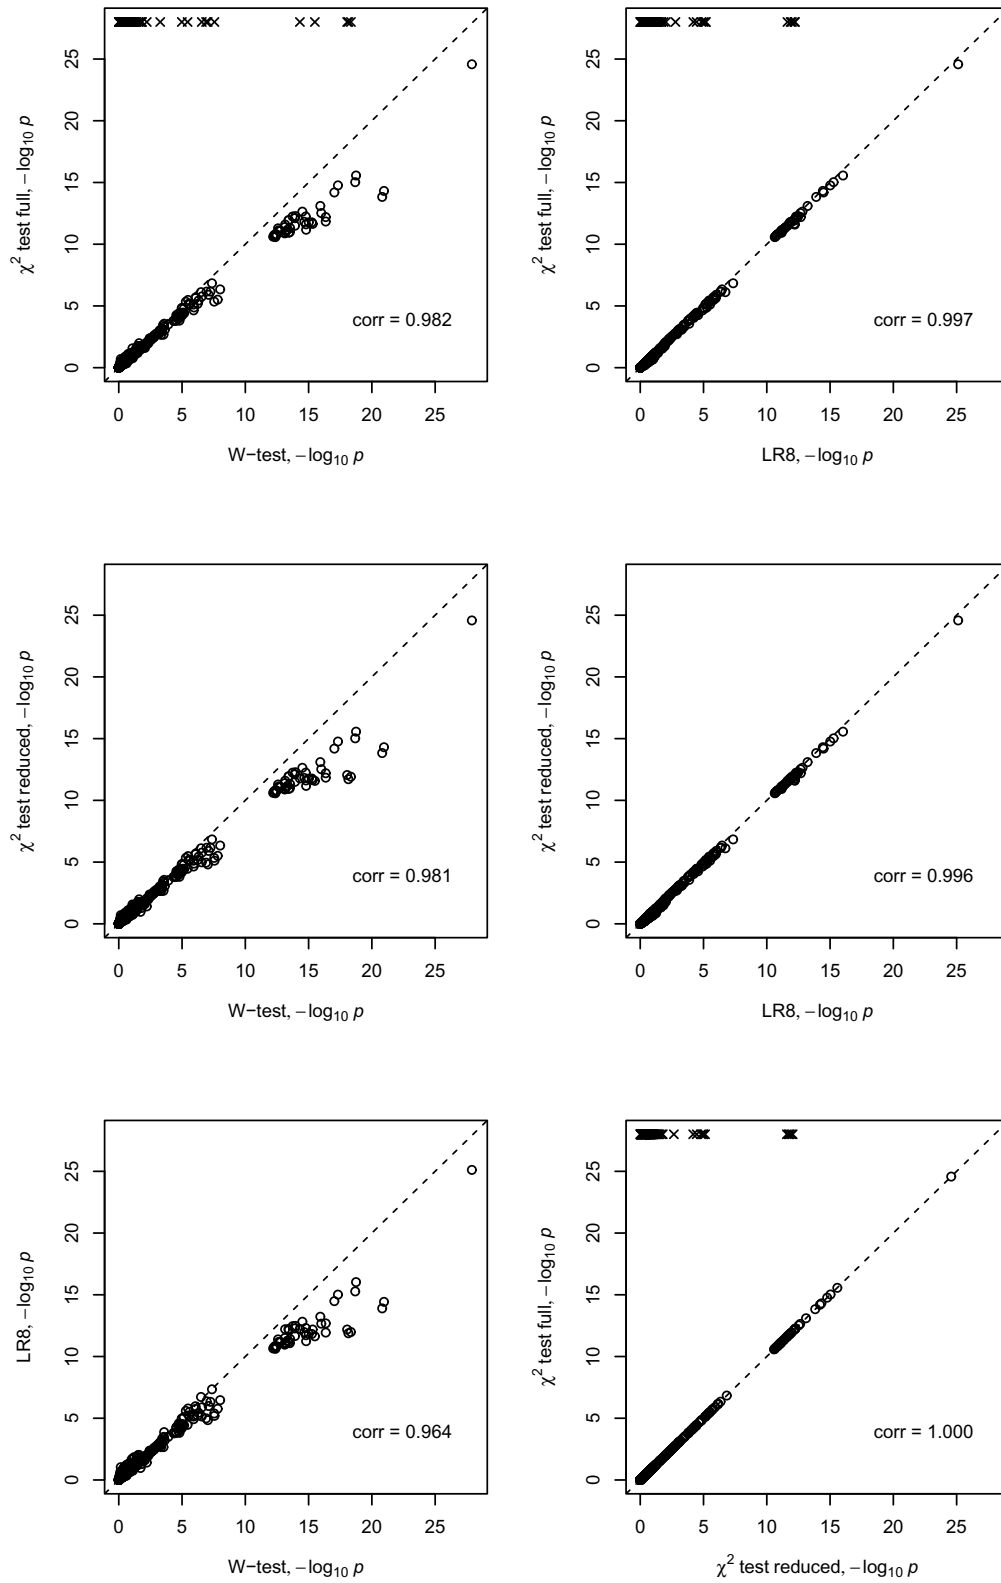 25
20
15
10
5
0
χ² test full, −log₁₀ p
corr = 0.982
0 5 10 15 20 25
W−test, −log₁₀ p
25
20
15
10
5
0
χ² test full, −log₁₀ p
corr = 0.997
0 5 10 15 20 25
LR8, −log₁₀ p
25
20
15
10
5
0
χ² test reduced, −log₁₀ p
corr = 0.981
0 5 10 15 20 25
W−test, −log₁₀ p
25
20
15
10
5
0
χ² test reduced, −log₁₀ p
corr = 0.996
0 5 10 15 20 25
LR8, −log₁₀ p
25
20
15
10
5
0
LR8, −log₁₀ p
corr = 0.964
0 5 10 15 20 25
W−test, −log₁₀ p
25
20
15
10
5
0
χ² test full, −log₁₀ p
corr = 1.000
0 5 10 15 20 25
χ² test reduced, −log₁₀ p